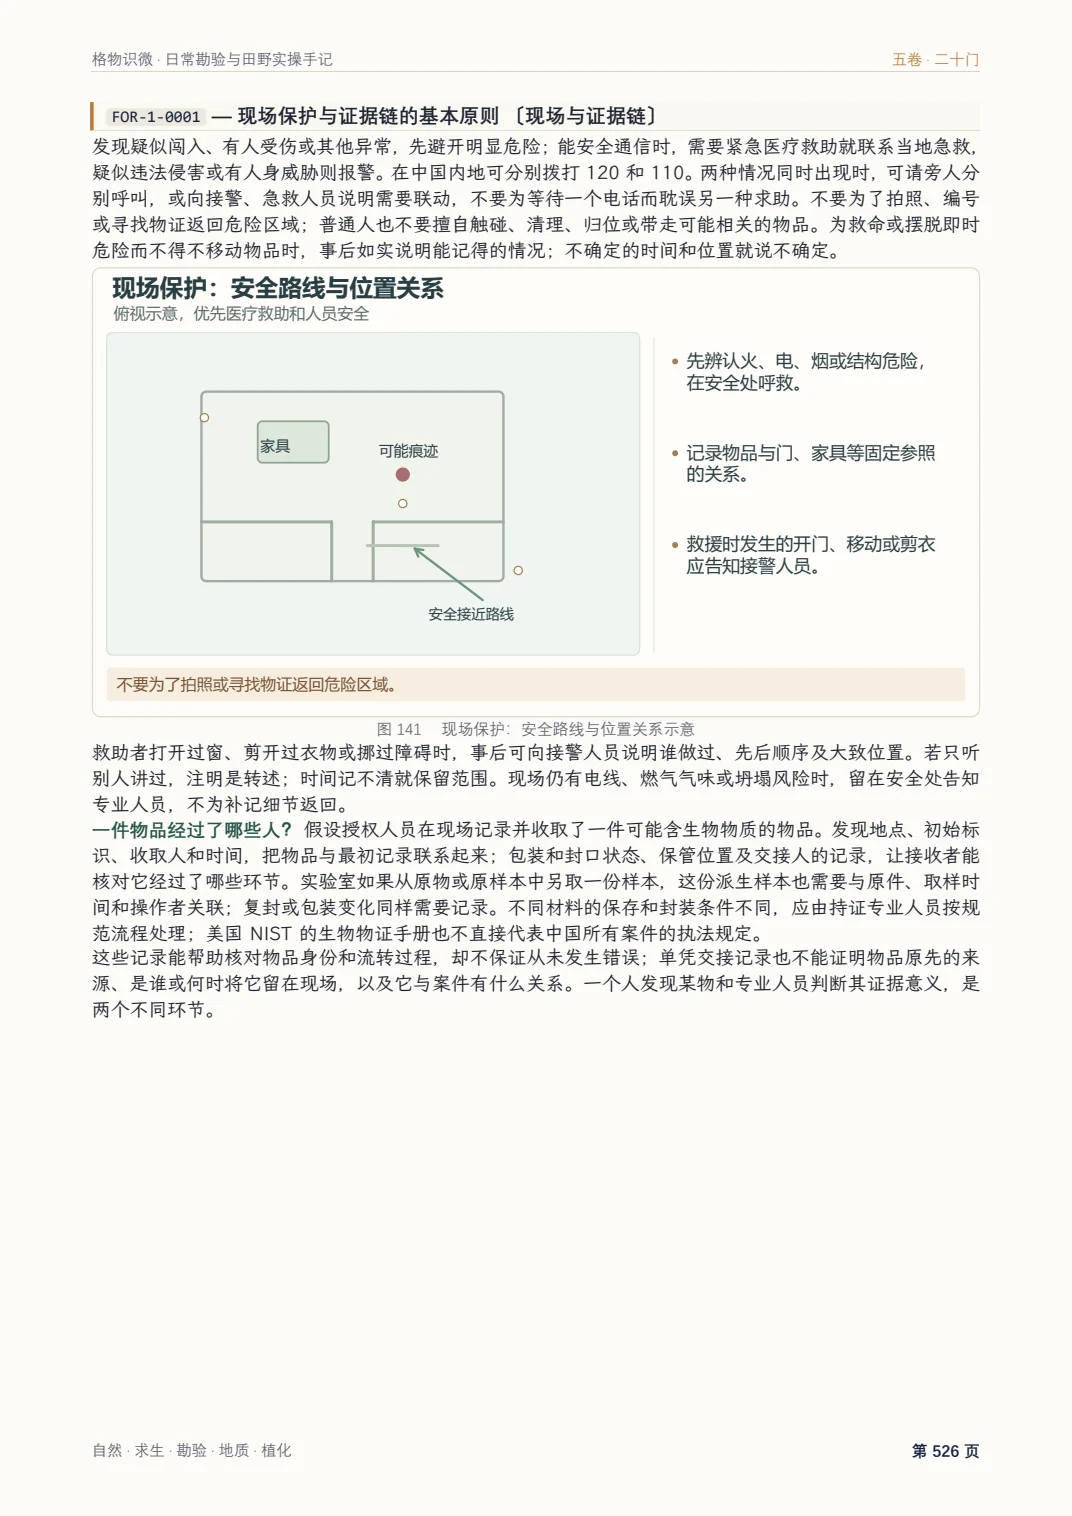 格物识微 · 日常勘验与田野实操手记
五卷 · 二十门
FOR-1-0001 — 现场保护与证据链的基本原则 〔现场与证据链〕
发现疑似闯入、有人受伤或其他异常，先避开明显危险；能安全通信时，需要紧急医疗救助就联系当地急救，
疑似违法侵害或有人身威胁则报警。在中国内地可分别拨打 120 和 110。两种情况同时出现时，可请旁人分
别呼叫，或向接警、急救人员说明需要联动，不要为等待一个电话而耽误另一种求助。不要为了拍照、编号
或寻找物证返回危险区域；普通人也不要擅自触碰、清理、归位或带走可能相关的物品。为救命或摆脱即时
危险而不得不移动物品时，事后如实说明能记得的情况；不确定的时间和位置就说不确定。
现场保护：安全路线与位置关系
俯视示意，优先医疗救助和人员安全
家具
可能痕迹
安全接近路线
先辨认火、电、烟或结构危险，
在安全处呼救。
记录物品与门、家具等固定参照
的关系。
救援时发生的开门、移动或剪衣
应告知接警人员。
不要为了拍照或寻找物证返回危险区域。
图 141 现场保护：安全路线与位置关系示意
救助者打开过窗、剪开过衣物或挪过障碍时，事后可向接警人员说明谁做过、先后顺序及大致位置。若只听
别人讲过，注明是转述；时间记不清就保留范围。现场仍有电线、燃气气味或坍塌风险时，留在安全处告知
专业人员，不为补记细节返回。
一件物品经过了哪些人？ 假设授权人员在现场记录并收取了一件可能含生物物质的物品。发现地点、初始标
识、收取人和时间，把物品与最初记录联系起来；包装和封口状态、保管位置及交接人的记录，让接收者能
核对它经过了哪些环节。实验室如果从原物或原样本中另取一份样本，这份派生样本也需要与原件、取样时
间和操作者关联；复封或包装变化同样需要记录。不同材料的保存和封装条件不同，应由持证专业人员按规
范流程处理；美国 NIST 的生物物证手册也不直接代表中国所有案件的执法规定。
这些记录能帮助核对物品身份和流转过程，却不保证从未发生错误；单凭交接记录也不能证明物品原先的来
源、是谁或何时将它留在现场，以及它与案件有什么关系。一个人发现某物和专业人员判断其证据意义，是
两个不同环节。
自然 · 求生 · 勘验 · 地质 · 植化
第 526 页